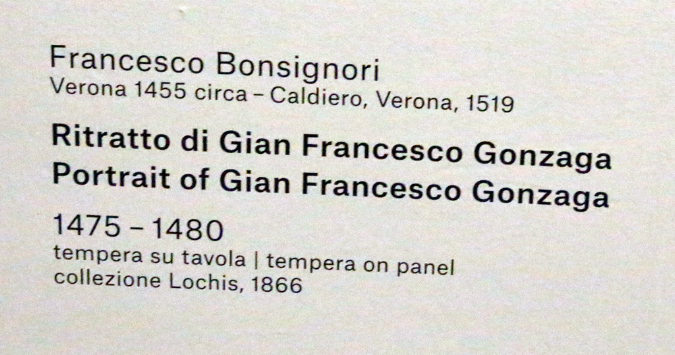 Francesco Bonsignori
Verona 1455 circa – Caldiero, Verona, 1519
Ritratto di Gian Francesco Gonzaga
Portrait of Gian Francesco Gonzaga
1475 – 1480
tempera su tavola | tempera on panel
collezione Lochis, 1866